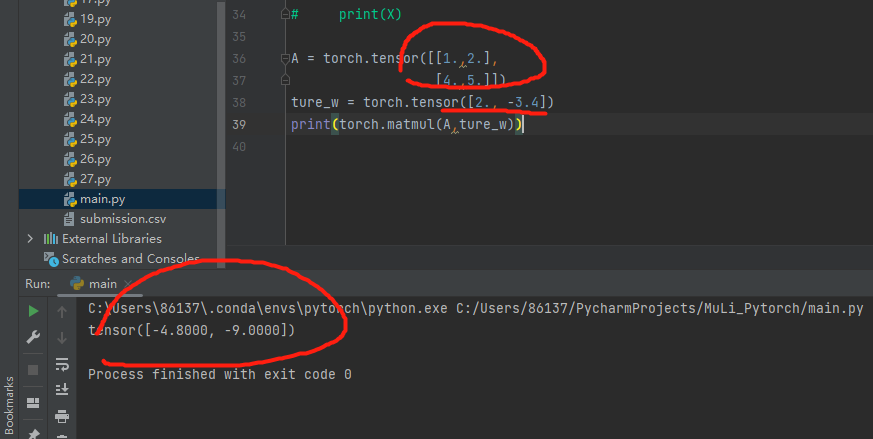 17.py
19.py
20.py
21.py
22.py
23.py
24.py
25.py
26.py
27.py
main.py
submission.csv
External Libraries
Scratches and Consoles
34 # print(X)
35
36 A = torch.tensor([[1.,2.],
37 [4.,5.]])
38 ture_w = torch.tensor([2., -3.4])
39 print(torch.matmul(A,ture_w))
40
Run: main
C:\Users\86137\.conda\envs\pytorch\python.exe C:/Users/86137/PycharmProjects/MuLi_Pytorch/main.py
tensor([-4.8000, -9.0000])
Process finished with exit code 0
Bookmarks